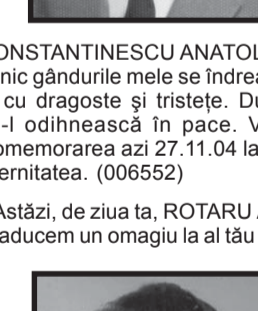 CONSTANTINESCU ANATOL
nic gândurile mele se îndrea
cu dragoste şi tristeţe. Du
-l odihnească în pace. V
omemorarea azi 27.11.04 la
ernitatea. (006552)
Astăzi, de ziua ta, ROTARU A
aducem un omagiu la al tău